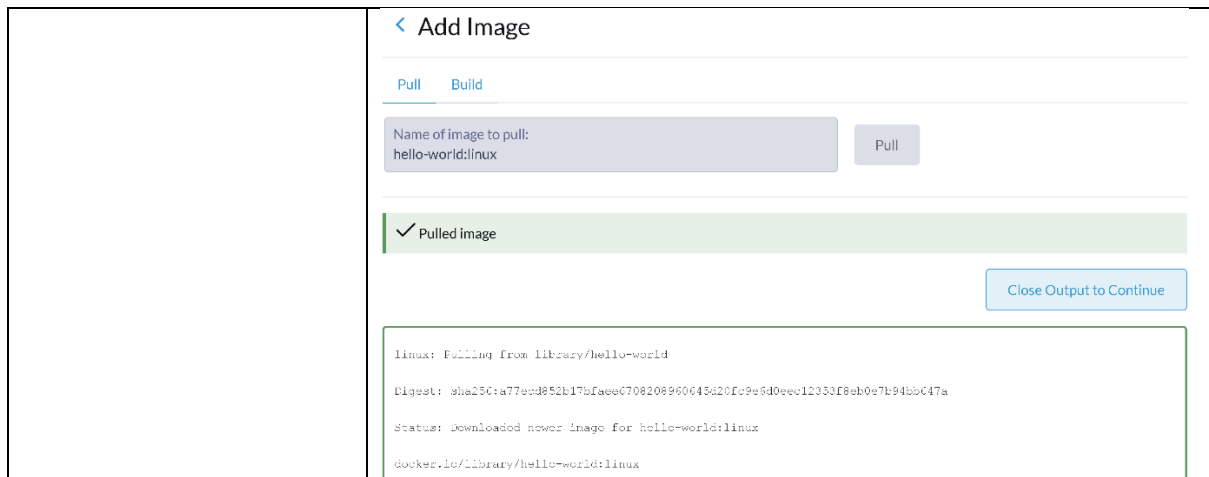 Add Image
Pull Build
Name of image to pull:
hello-world:linux
Pull
Pulled image
Close Output to Continue
linux: Pulling from library/hello-world
Digest:
Status: Downloaded newer image for hello-world:linux
docker.io/library/hello-world:linux